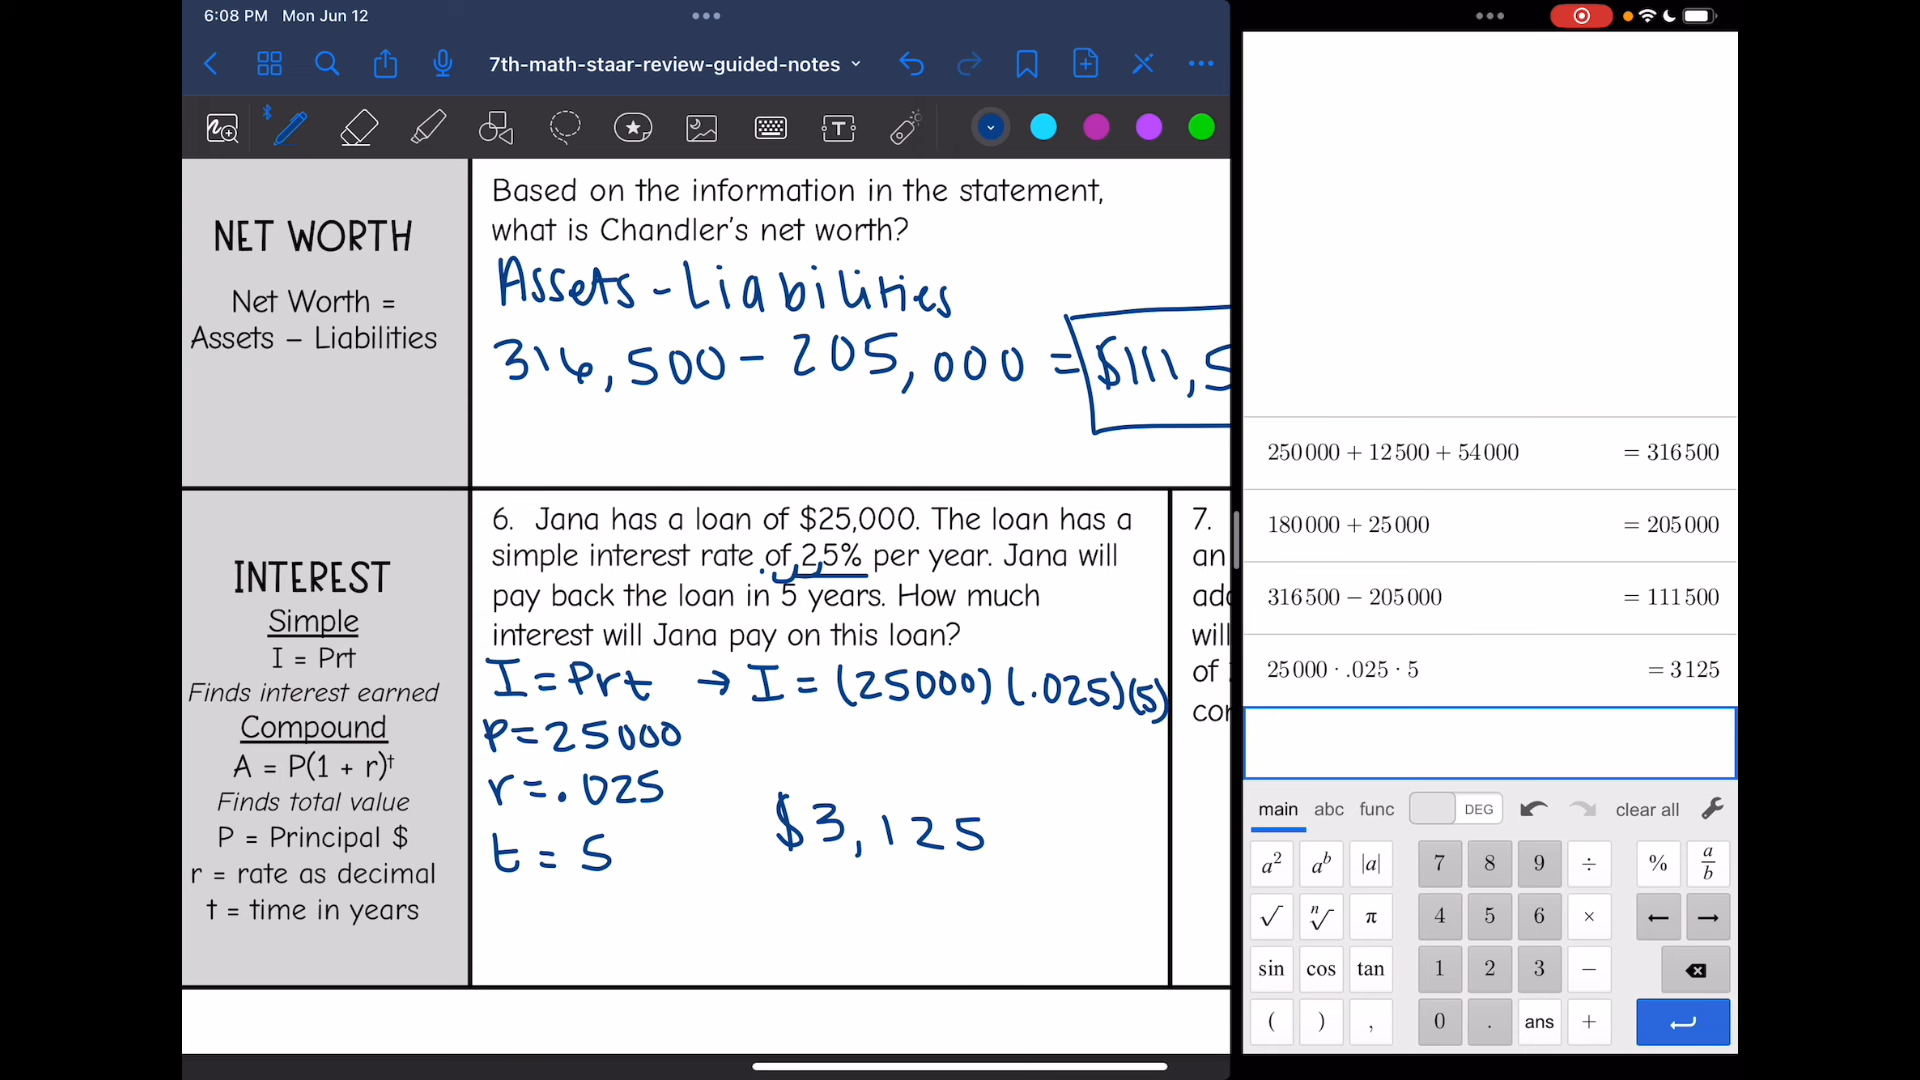 6:08 PM Mon Jun 12
7th-math-staar-review-guided-notes
NET WORTH
Net Worth =
Assets – Liabilities
Based on the information in the statement,
what is Chandler's net worth?
Assets - Liabilities
316,500 - 205,000 = $111,5
INTEREST
Simple
I = Prt
Finds interest earned
Compound
A = P(1 + r)ᵗ
Finds total value
P = Principal $
r = rate as decimal
t = time in years
6. Jana has a loan of $25,000. The loan has a
simple interest rate of 2.5% per year. Jana will
pay back the loan in 5 years. How much
interest will Jana pay on this loan?
I = Prt → I = (25000)(.025)(5)
P = 25000
r = .025
t = 5
$3,125
7.
an
will
of
250000 + 12500 + 54000 = 316500
180000 + 25000 = 205000
316500 − 205000 = 111500
25000 · .025 · 5 = 3125
main abc func DEG clear all
a² aᵇ |a| 7 8 9 ÷ % a/b
√ ⁿ√ π 4 5 6 × ← →
sin cos tan 1 2 3 −
( ) , 0 . ans +